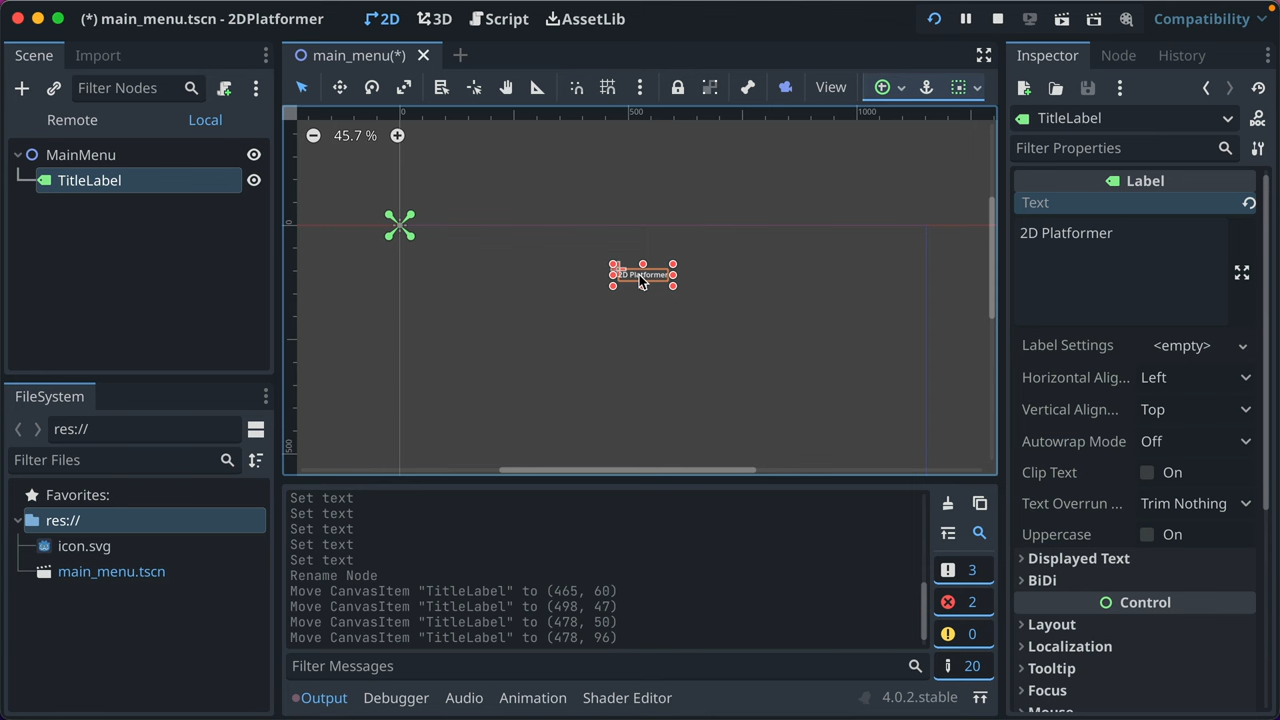 (*) main_menu.tscn - 2DPlatformer
2D
3D
Script
AssetLib
Compatibility
Scene
Import
main_menu(*)
Inspector
Node
History
Filter Nodes
View
Remote
Local
TitleLabel
Filter Properties
0
500
1000
45.7 %
MainMenu
TitleLabel
Label
Text
2D Platformer
0
500
2D Platformer
Label Settings
<empty>
Horizontal Alig...
Left
Vertical Align...
Top
Autowrap Mode
Off
Clip Text
On
Text Overrun ...
Trim Nothing
Uppercase
On
Displayed Text
BiDi
Control
Layout
Localization
Tooltip
Focus
Mouse
FileSystem
res://
Filter Files
Favorites:
res://
icon.svg
main_menu.tscn
Set text
Set text
Set text
Set text
Set text
Rename Node
Move CanvasItem "TitleLabel" to (465, 60)
Move CanvasItem "TitleLabel" to (498, 47)
Move CanvasItem "TitleLabel" to (478, 50)
Move CanvasItem "TitleLabel" to (478, 96)
3
2
0
20
Filter Messages
Output
Debugger
Audio
Animation
Shader Editor
4.0.2.stable